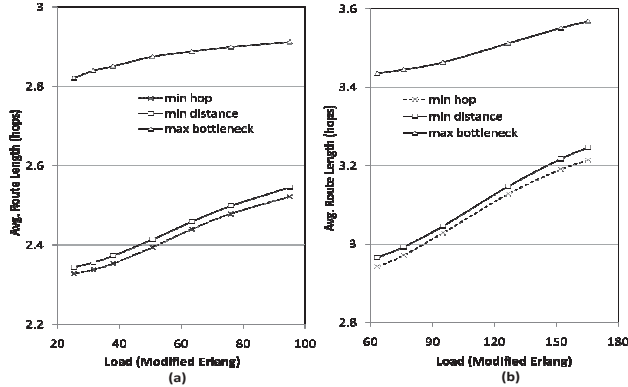 3
2.8
2.6
2.4
2.2
20
40
60
80
100
Avg. Route Length (hops)
min hop
min distance
max bottleneck
Load (Modified Erlang)
(a)
3.6
3.4
3.2
3
2.8
60
90
120
150
180
Avg. Route Length (hops)
min hop
min distance
max bottleneck
Load (Modified Erlang)
(b)